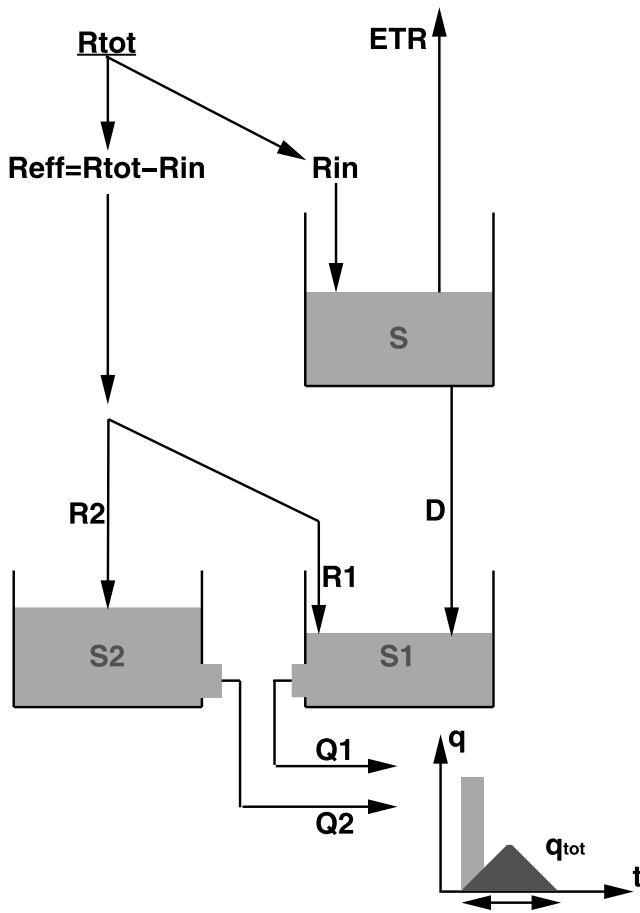 Rtot
ETR
Reff=Rtot−Rin
Rin
S
R2
D
R1
S2
S1
Q1
q
Q2
qtot
t